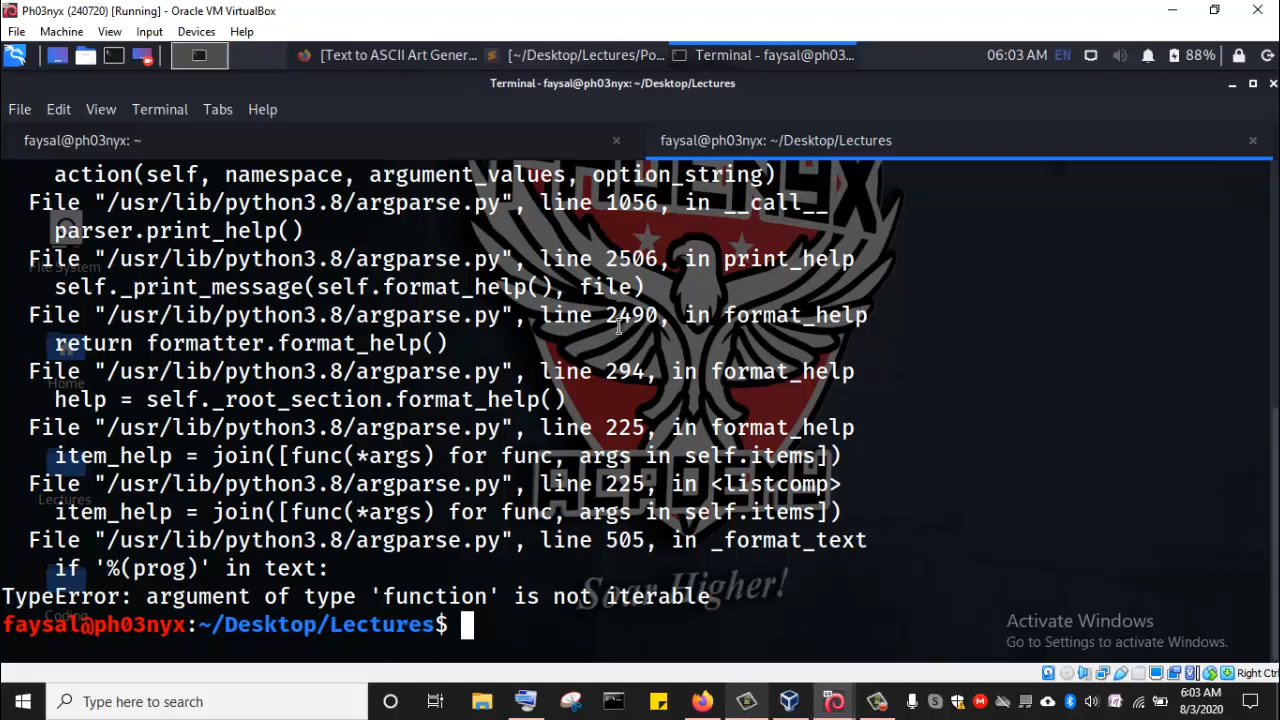 Ph03nyx (240720) [Running] - Oracle VM VirtualBox
File Machine View Input Devices Help
[Text to ASCII Art Gener... [~/Desktop/Lectures/Po... Terminal - faysal@ph03... 06:03 AM EN 88%
Terminal - faysal@ph03nyx: ~/Desktop/Lectures
File Edit View Terminal Tabs Help
faysal@ph03nyx: ~ faysal@ph03nyx: ~/Desktop/Lectures
action(self, namespace, argument_values, option_string)
File "/usr/lib/python3.8/argparse.py", line 1056, in __call__
parser.print_help()
File "/usr/lib/python3.8/argparse.py", line 2506, in print_help
File System
self._print_message(self.format_help(), file)
File "/usr/lib/python3.8/argparse.py", line 2490, in format_help
return formatter.format_help()
File "/usr/lib/python3.8/argparse.py", line 294, in format_help
Home
help = self._root_section.format_help()
File "/usr/lib/python3.8/argparse.py", line 225, in format_help
item_help = join([func(*args) for func, args in self.items])
File "/usr/lib/python3.8/argparse.py", line 225, in <listcomp>
Lectures
ACADEMY
item_help = join([func(*args) for func, args in self.items])
File "/usr/lib/python3.8/argparse.py", line 505, in _format_text
if '%(prog)' in text:
Soar Higher!
TypeError: argument of type 'function' is not iterable
Coding
faysal@ph03nyx:~/Desktop/Lectures$
Activate Windows
Go to Settings to activate Windows.
Right Ctrl
Type here to search
6:03 AM
8/3/2020